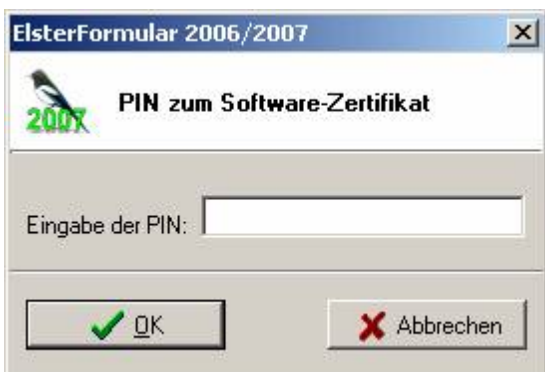 ElsterFormular 2006/2007
2007
PIN zum Software-Zertifikat
Eingabe der PIN:
OK
Abbrechen